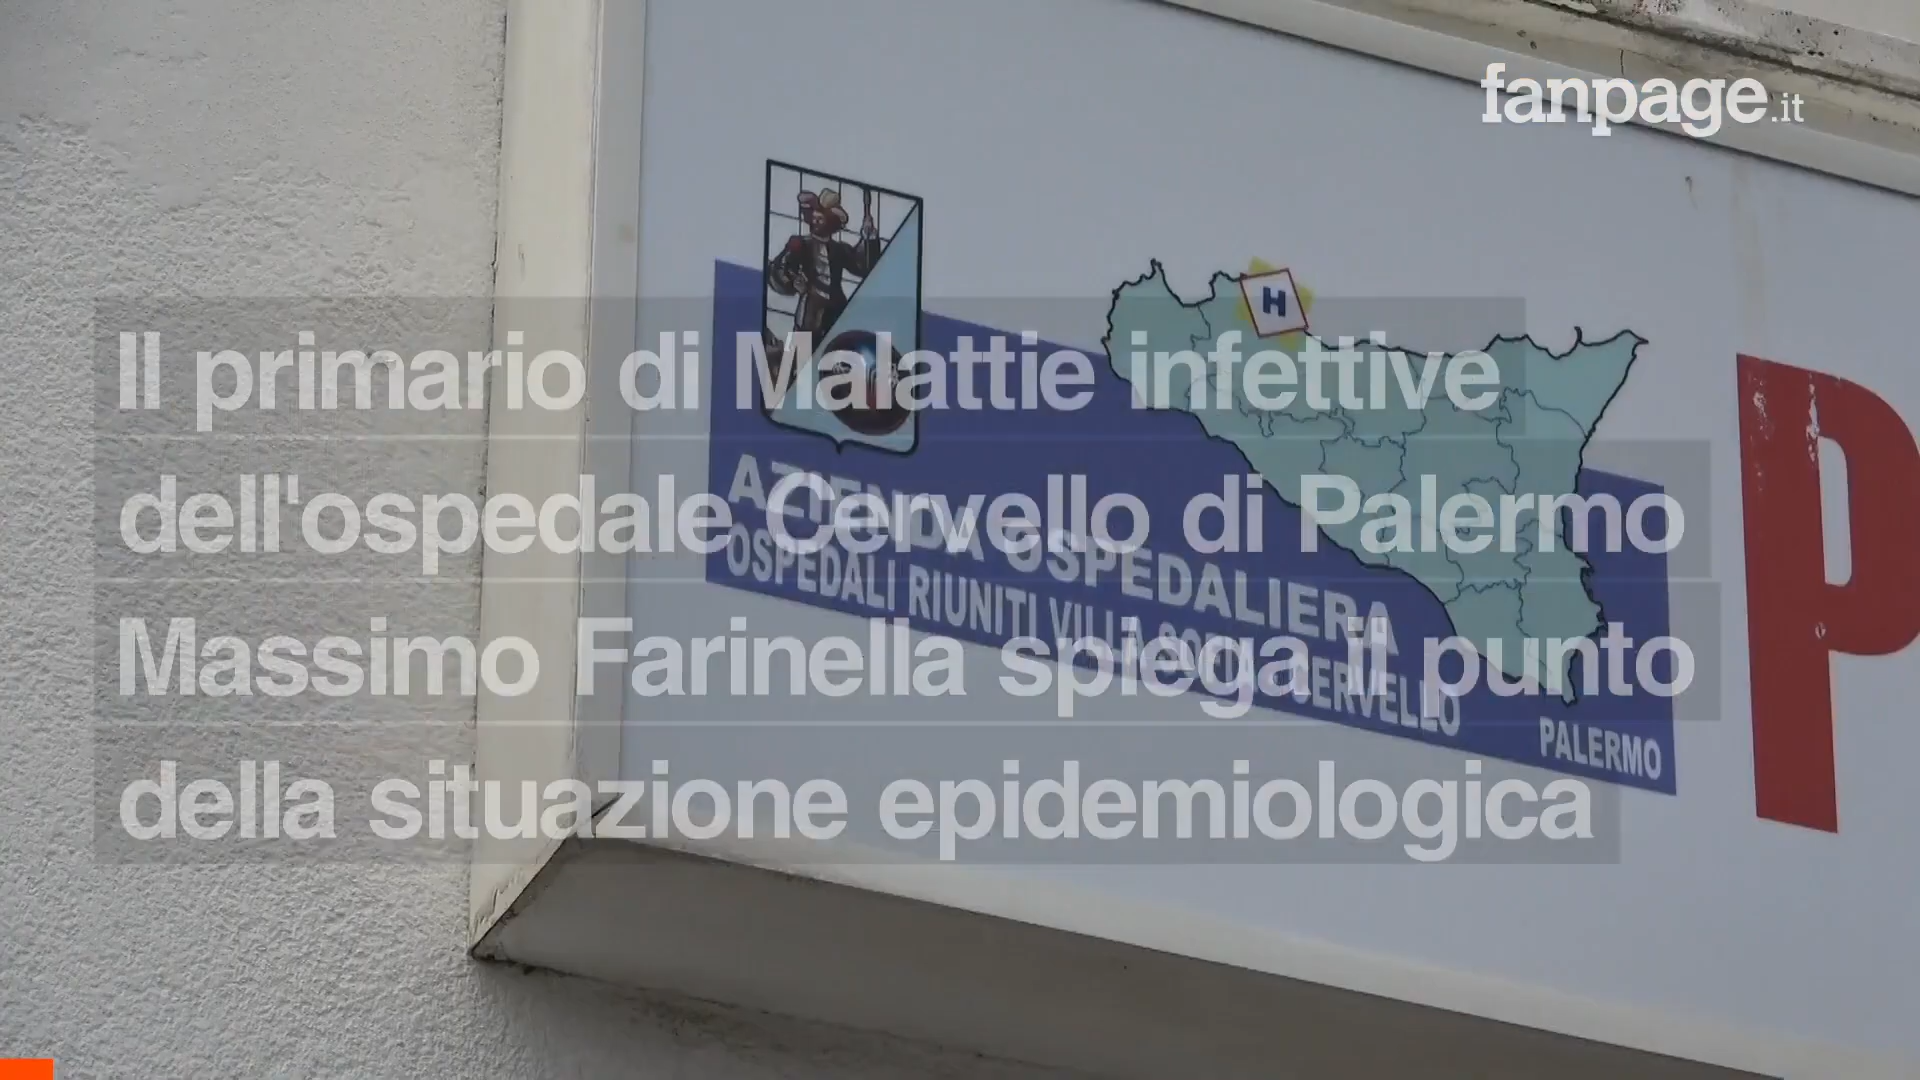 fanpage.it
H
Il primario di Malattie infettive
dell'ospedale Cervello di Palermo
Massimo Farinella spiega il punto
della situazione epidemiologica
AZIENDA OSPEDALIERA
OSPEDALI RIUNITI VILLA SOFIA - CERVELLO
PALERMO
P